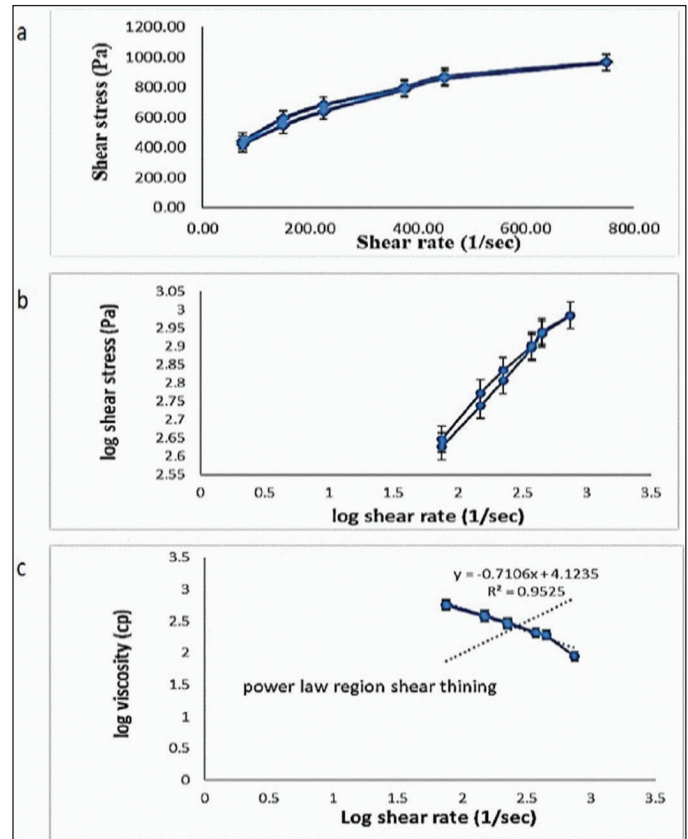 a
Shear stress (Pa)
1200.00
1000.00
800.00
600.00
400.00
200.00
0.00
0.00 200.00 400.00 600.00 800.00
Shear rate (1/sec)
b
log shear stress (Pa)
3.05
3
2.95
2.9
2.85
2.8
2.75
2.7
2.65
2.6
2.55
0 0.5 1 1.5 2 2.5 3 3.5
log shear rate (1/sec)
c
log viscosity (cp)
3.5
3
2.5
2
1.5
1
0.5
0
y = -0.7106x+4.1235
R² = 0.9525
power law region shear thining
0 0.5 1 1.5 2 2.5 3 3.5
Log shear rate (1/sec)